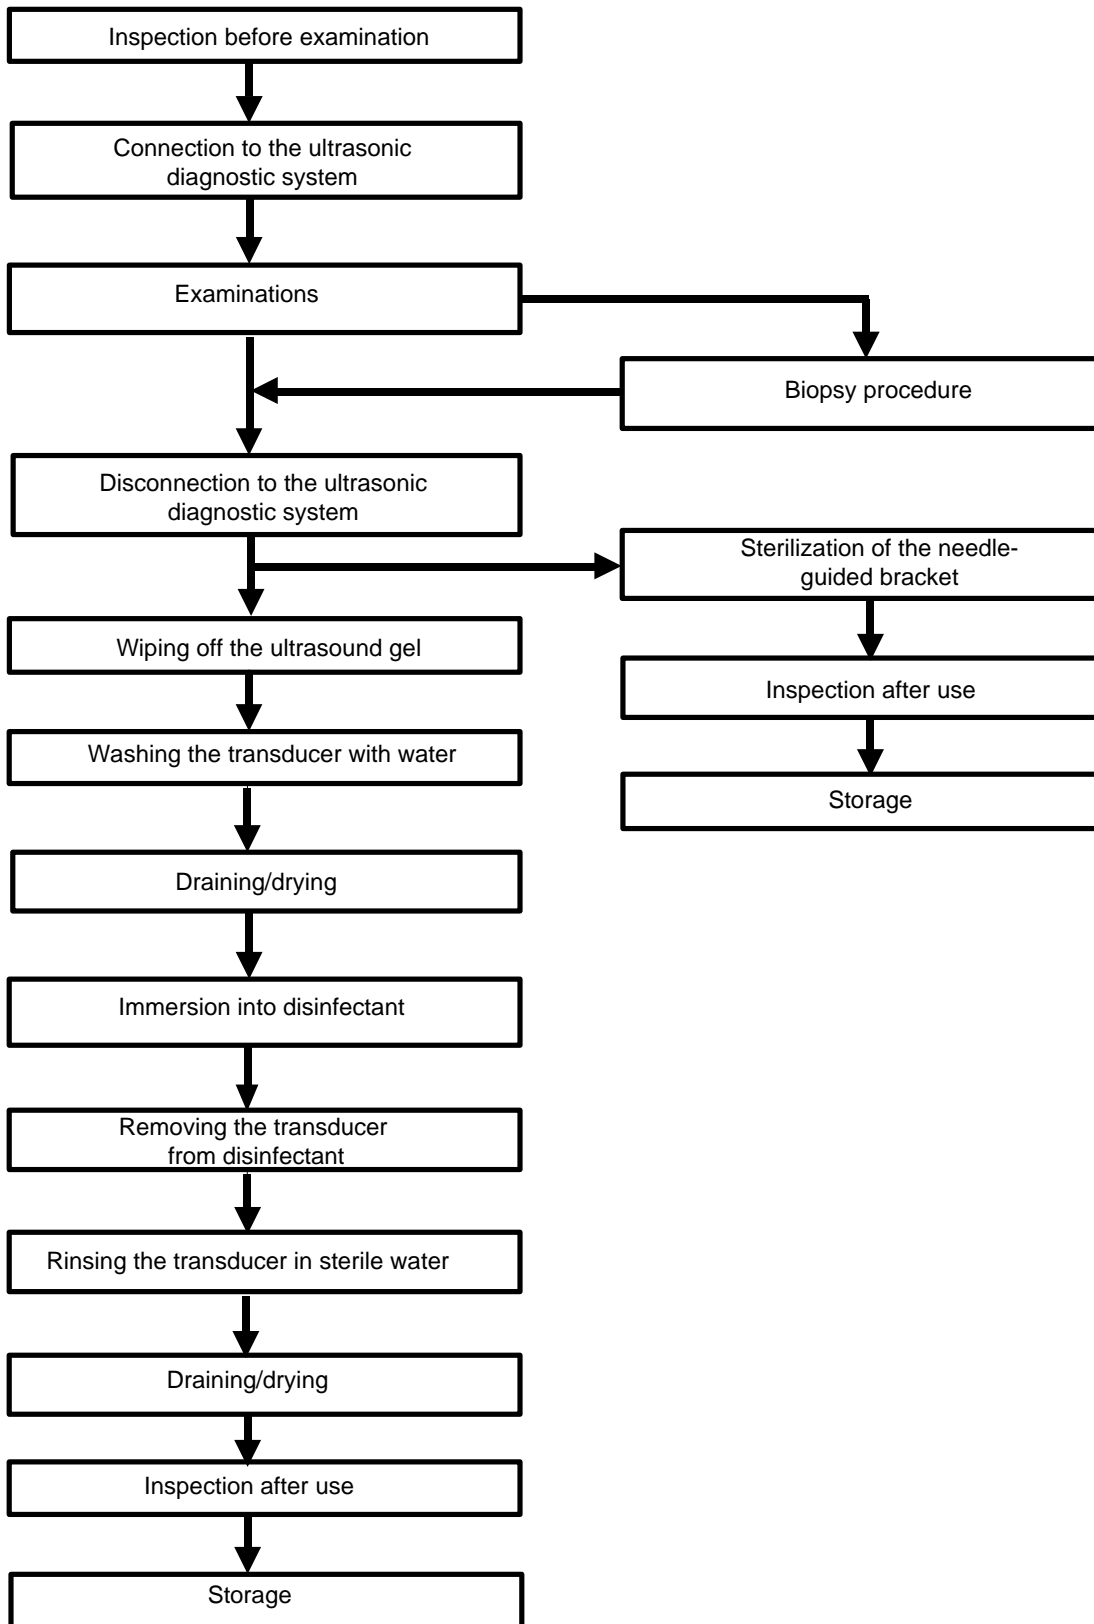 Inspection before examination
Connection to the ultrasonic
diagnostic system
Examinations
Biopsy procedure
Disconnection to the ultrasonic
diagnostic system
Sterilization of the needle-
guided bracket
Wiping off the ultrasound gel
Inspection after use
Washing the transducer with water
Storage
Draining/drying
Immersion into disinfectant
Removing the transducer
from disinfectant
Rinsing the transducer in sterile water
Draining/drying
Inspection after use
Storage